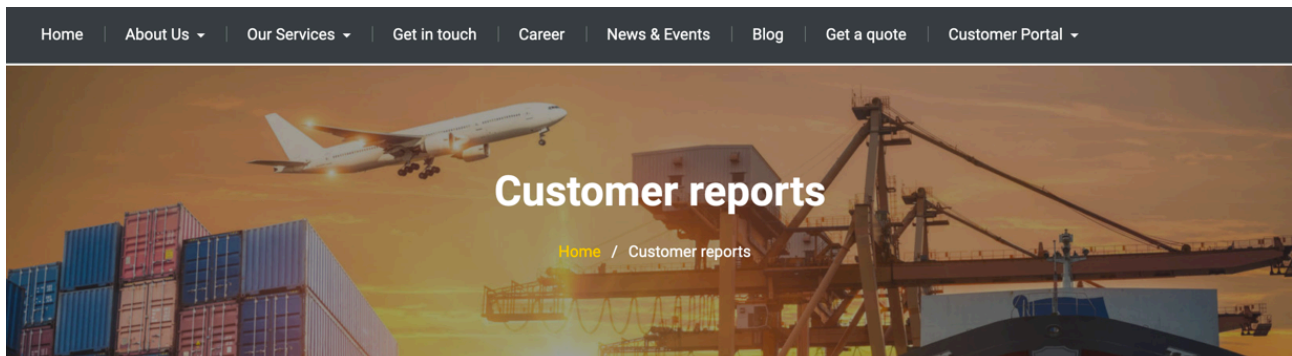 Home About Us Our Services Get in touch Career News & Events Blog Get a quote Customer Portal
Customer reports
Home / Customer reports